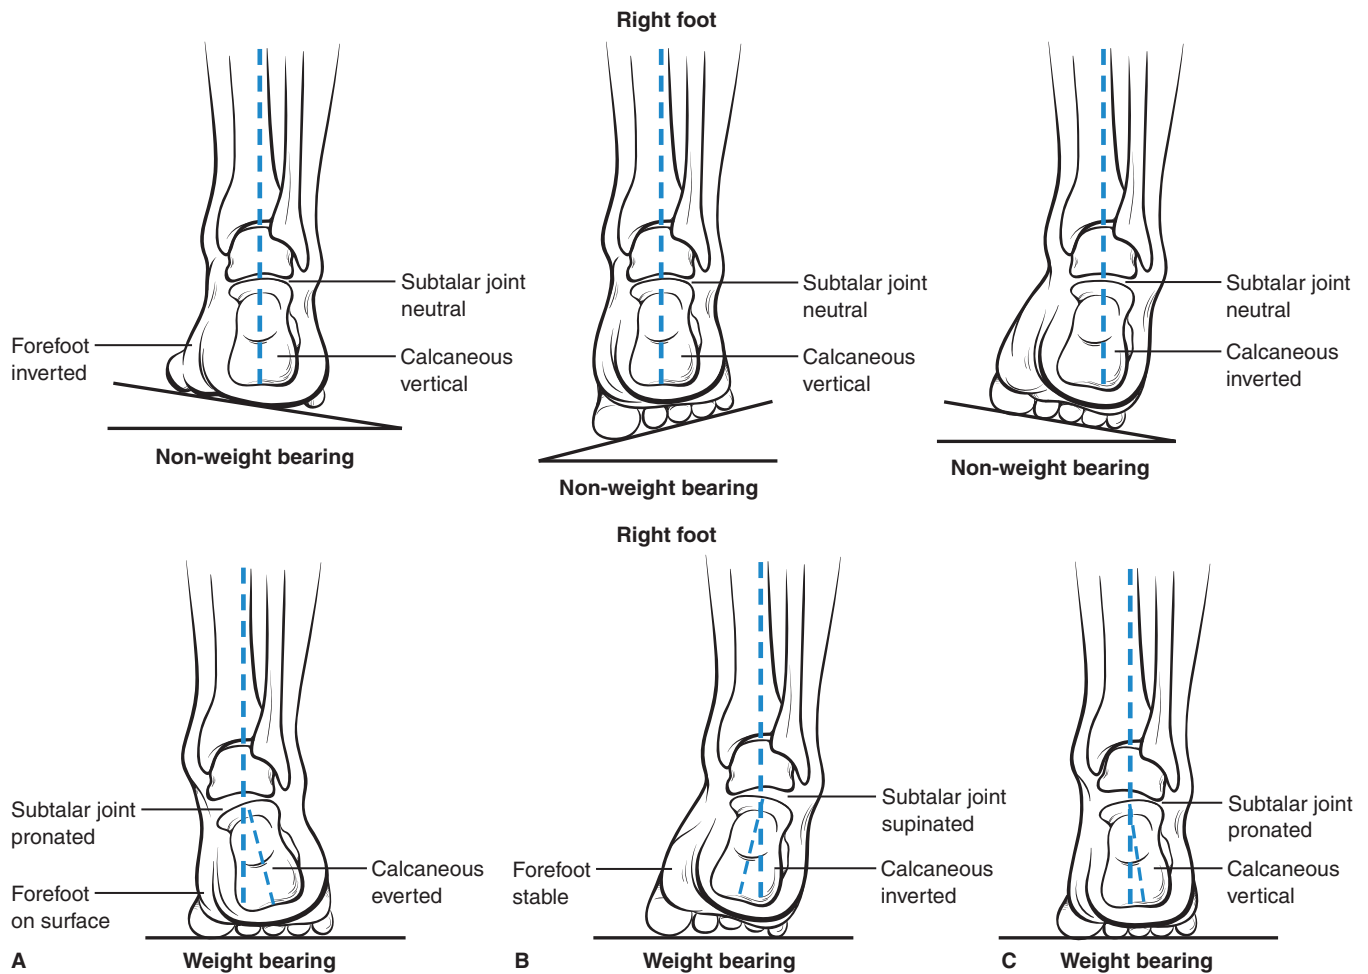 Right foot
Subtalar joint
neutral
Forefoot
inverted
Calcaneous
vertical
Non-weight bearing
Subtalar joint
neutral
Calcaneous
vertical
Non-weight bearing
Subtalar joint
neutral
Calcaneous
inverted
Non-weight bearing
Right foot
Subtalar joint
pronated
Calcaneous
everted
Forefoot
on surface
A
Weight bearing
Subtalar joint
supinated
Forefoot
stable
Calcaneous
inverted
B
Weight bearing
Subtalar joint
pronated
Calcaneous
vertical
C
Weight bearing